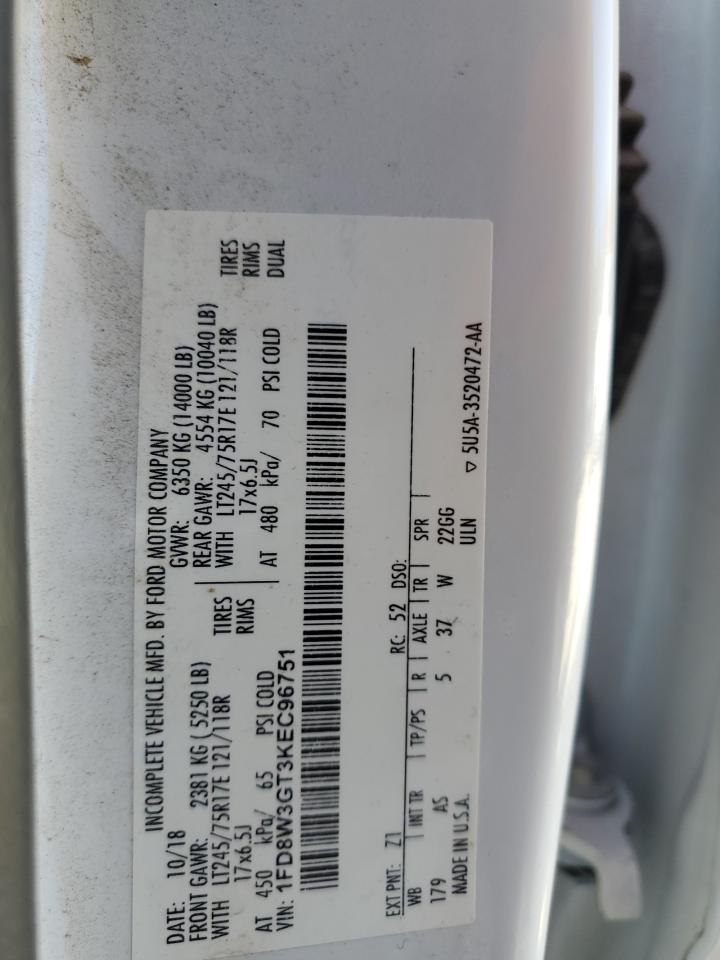 INCOMPLETE VEHICLE MFD. BY FORD MOTOR COMPANY
DATE: 10/18 GVWR: 6350 KG (14000 LB)
FRONT GAWR: 2381 KG ( 5250 LB) REAR GAWR: 4554 KG (10040 LB)
WITH LT245/75R17E 121/118R TIRES WITH LT245/75R17E 121/118R TIRES
17x6.5J RIMS 17x6.5J RIMS
AT 450 kPa/ 65 PSI COLD AT 480 kPa/ 70 PSI COLD DUAL
VIN: 1FD8W3GT3KEC96751
EXT PNT: Z1 RC: 52 DSO:
WB INT TR TP/PS R AXLE TR SPR
179 AS 5 37 W 22GG
MADE IN U.S.A. ULN ▽ 5U5A-3520472-AA